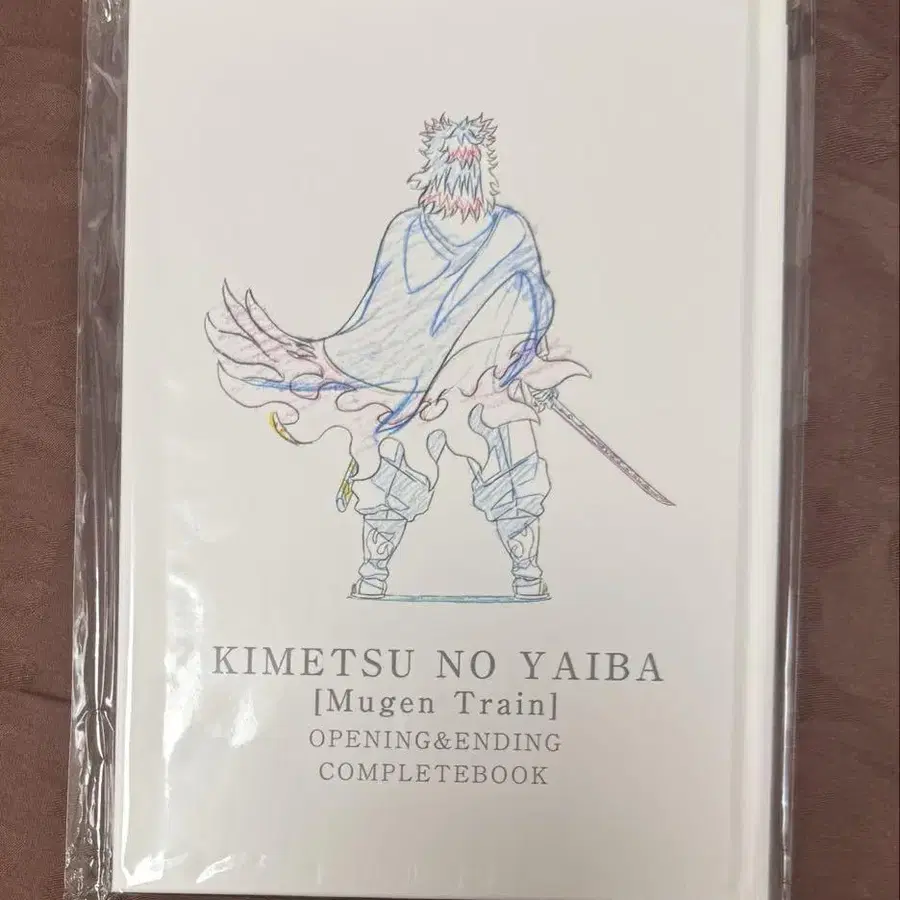 KIMETSU NO YAIBA
[Mugen Train]
OPENING&ENDING
COMPLETEBOOK